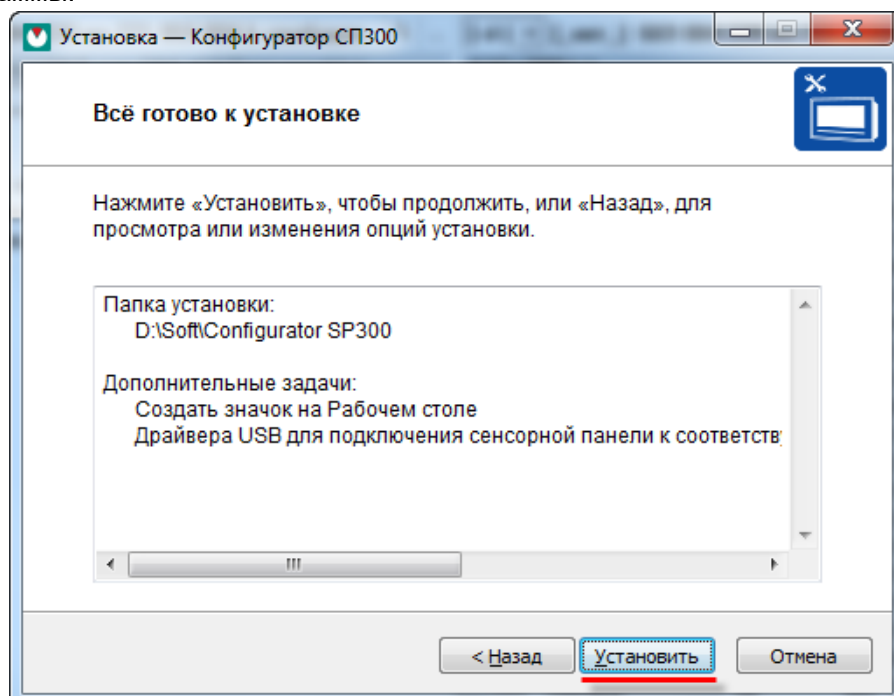 Установка — Конфигуратор СП300
Всё готово к установке
Нажмите «Установить», чтобы продолжить, или «Назад», для
просмотра или изменения опций установки.
Папка установки:
D:\Soft\Configurator SP300
Дополнительные задачи:
Создать значок на Рабочем столе
Драйвера USB для подключения сенсорной панели к соответств
< Назад Установить Отмена